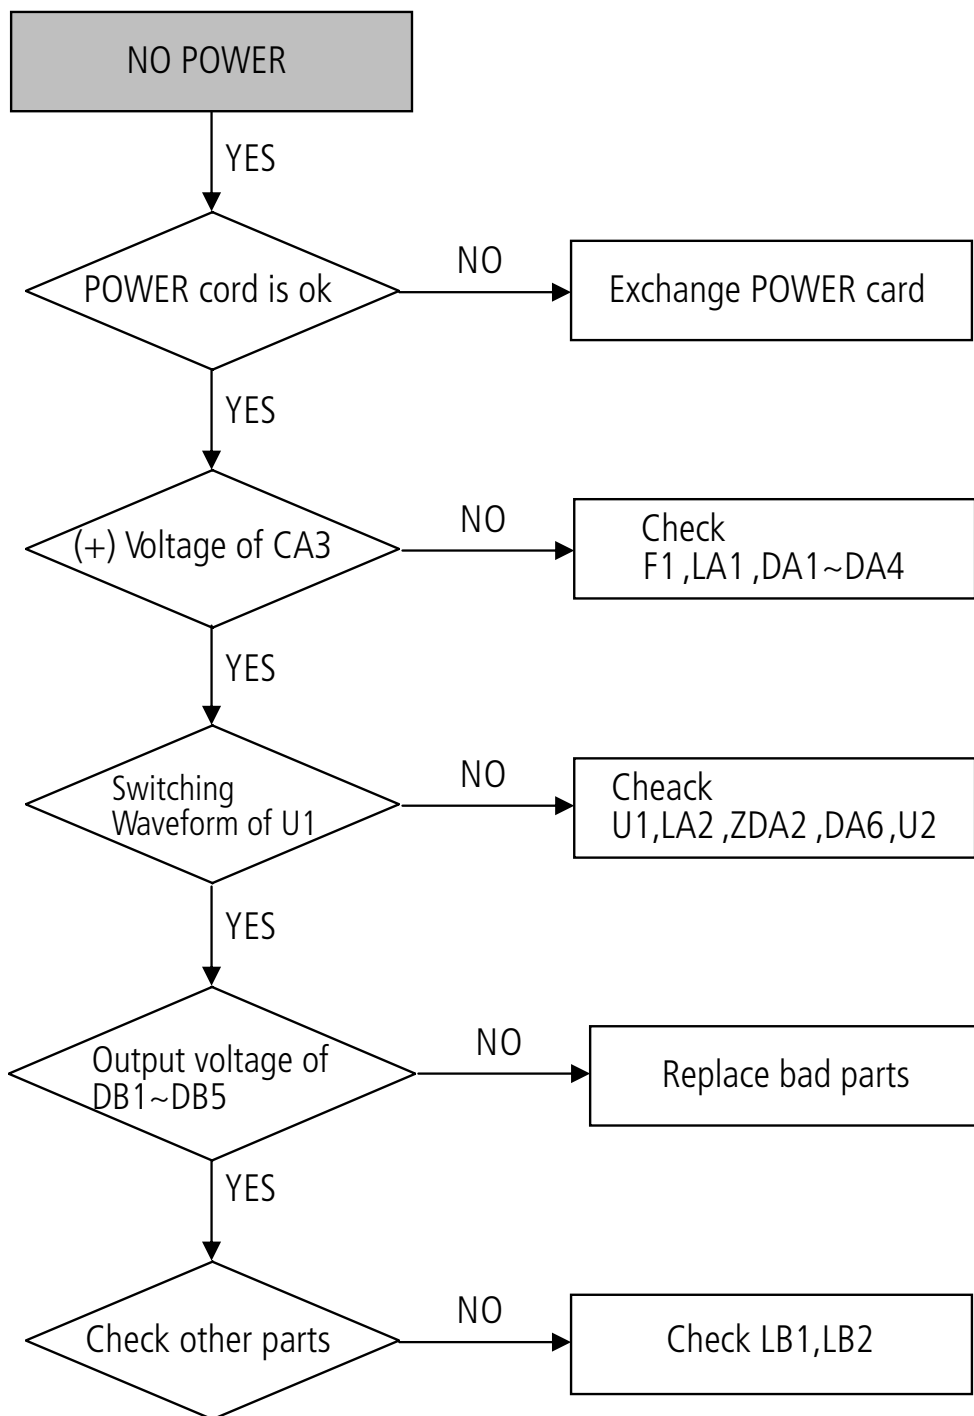 NO POWER
YES
POWER cord is ok
NO
Exchange POWER card
YES
(+) Voltage of CA3
NO
Check
F1,LA1,DA1~DA4
YES
Switching
Waveform of U1
NO
Cheack
U1,LA2,ZDA2,DA6,U2
YES
Output voltage of
DB1~DB5
NO
Replace bad parts
YES
Check other parts
NO
Check LB1,LB2